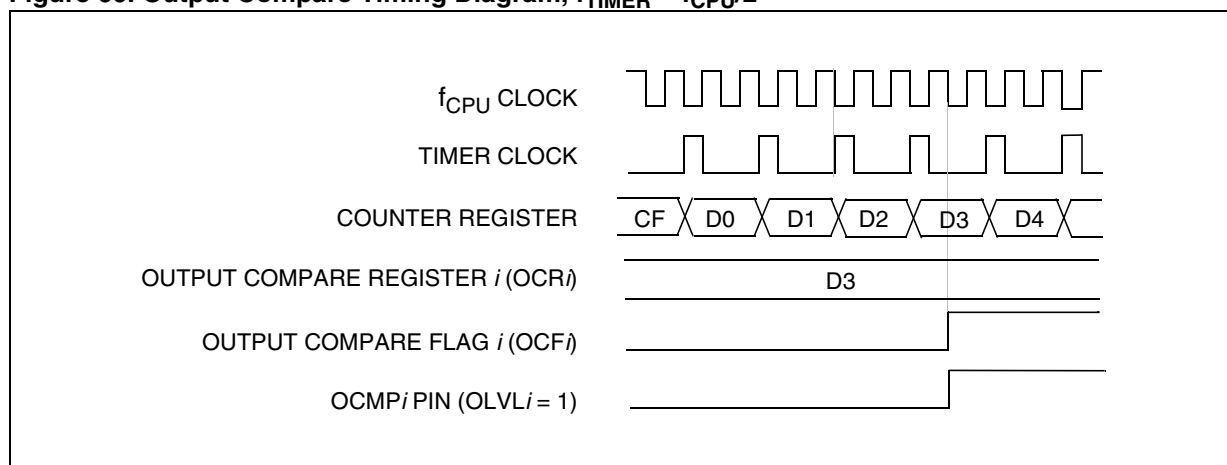 fCPU CLOCK
TIMER CLOCK
COUNTER REGISTER CF D0 D1 D2 D3 D4
OUTPUT COMPARE REGISTER i (OCRi) D3
OUTPUT COMPARE FLAG i (OCFi)
OCMPi PIN (OLVLi = 1)